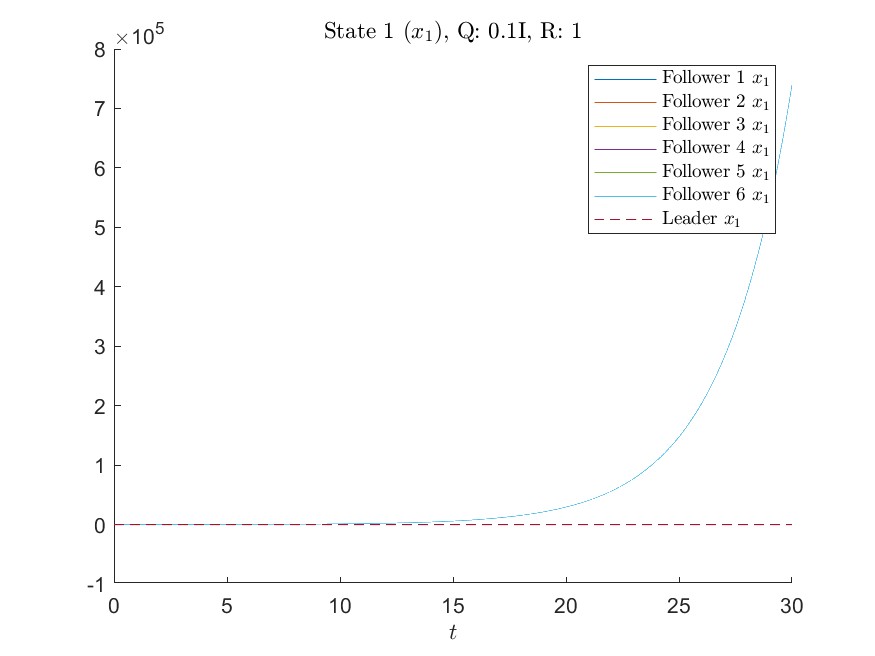 State 1 (x₁), Q: 0.1I, R: 1
×10⁵
8
7
6
5
4
3
2
1
0
-1
0 5 10 15 20 25 30
t
Follower 1 x₁
Follower 2 x₁
Follower 3 x₁
Follower 4 x₁
Follower 5 x₁
Follower 6 x₁
Leader x₁